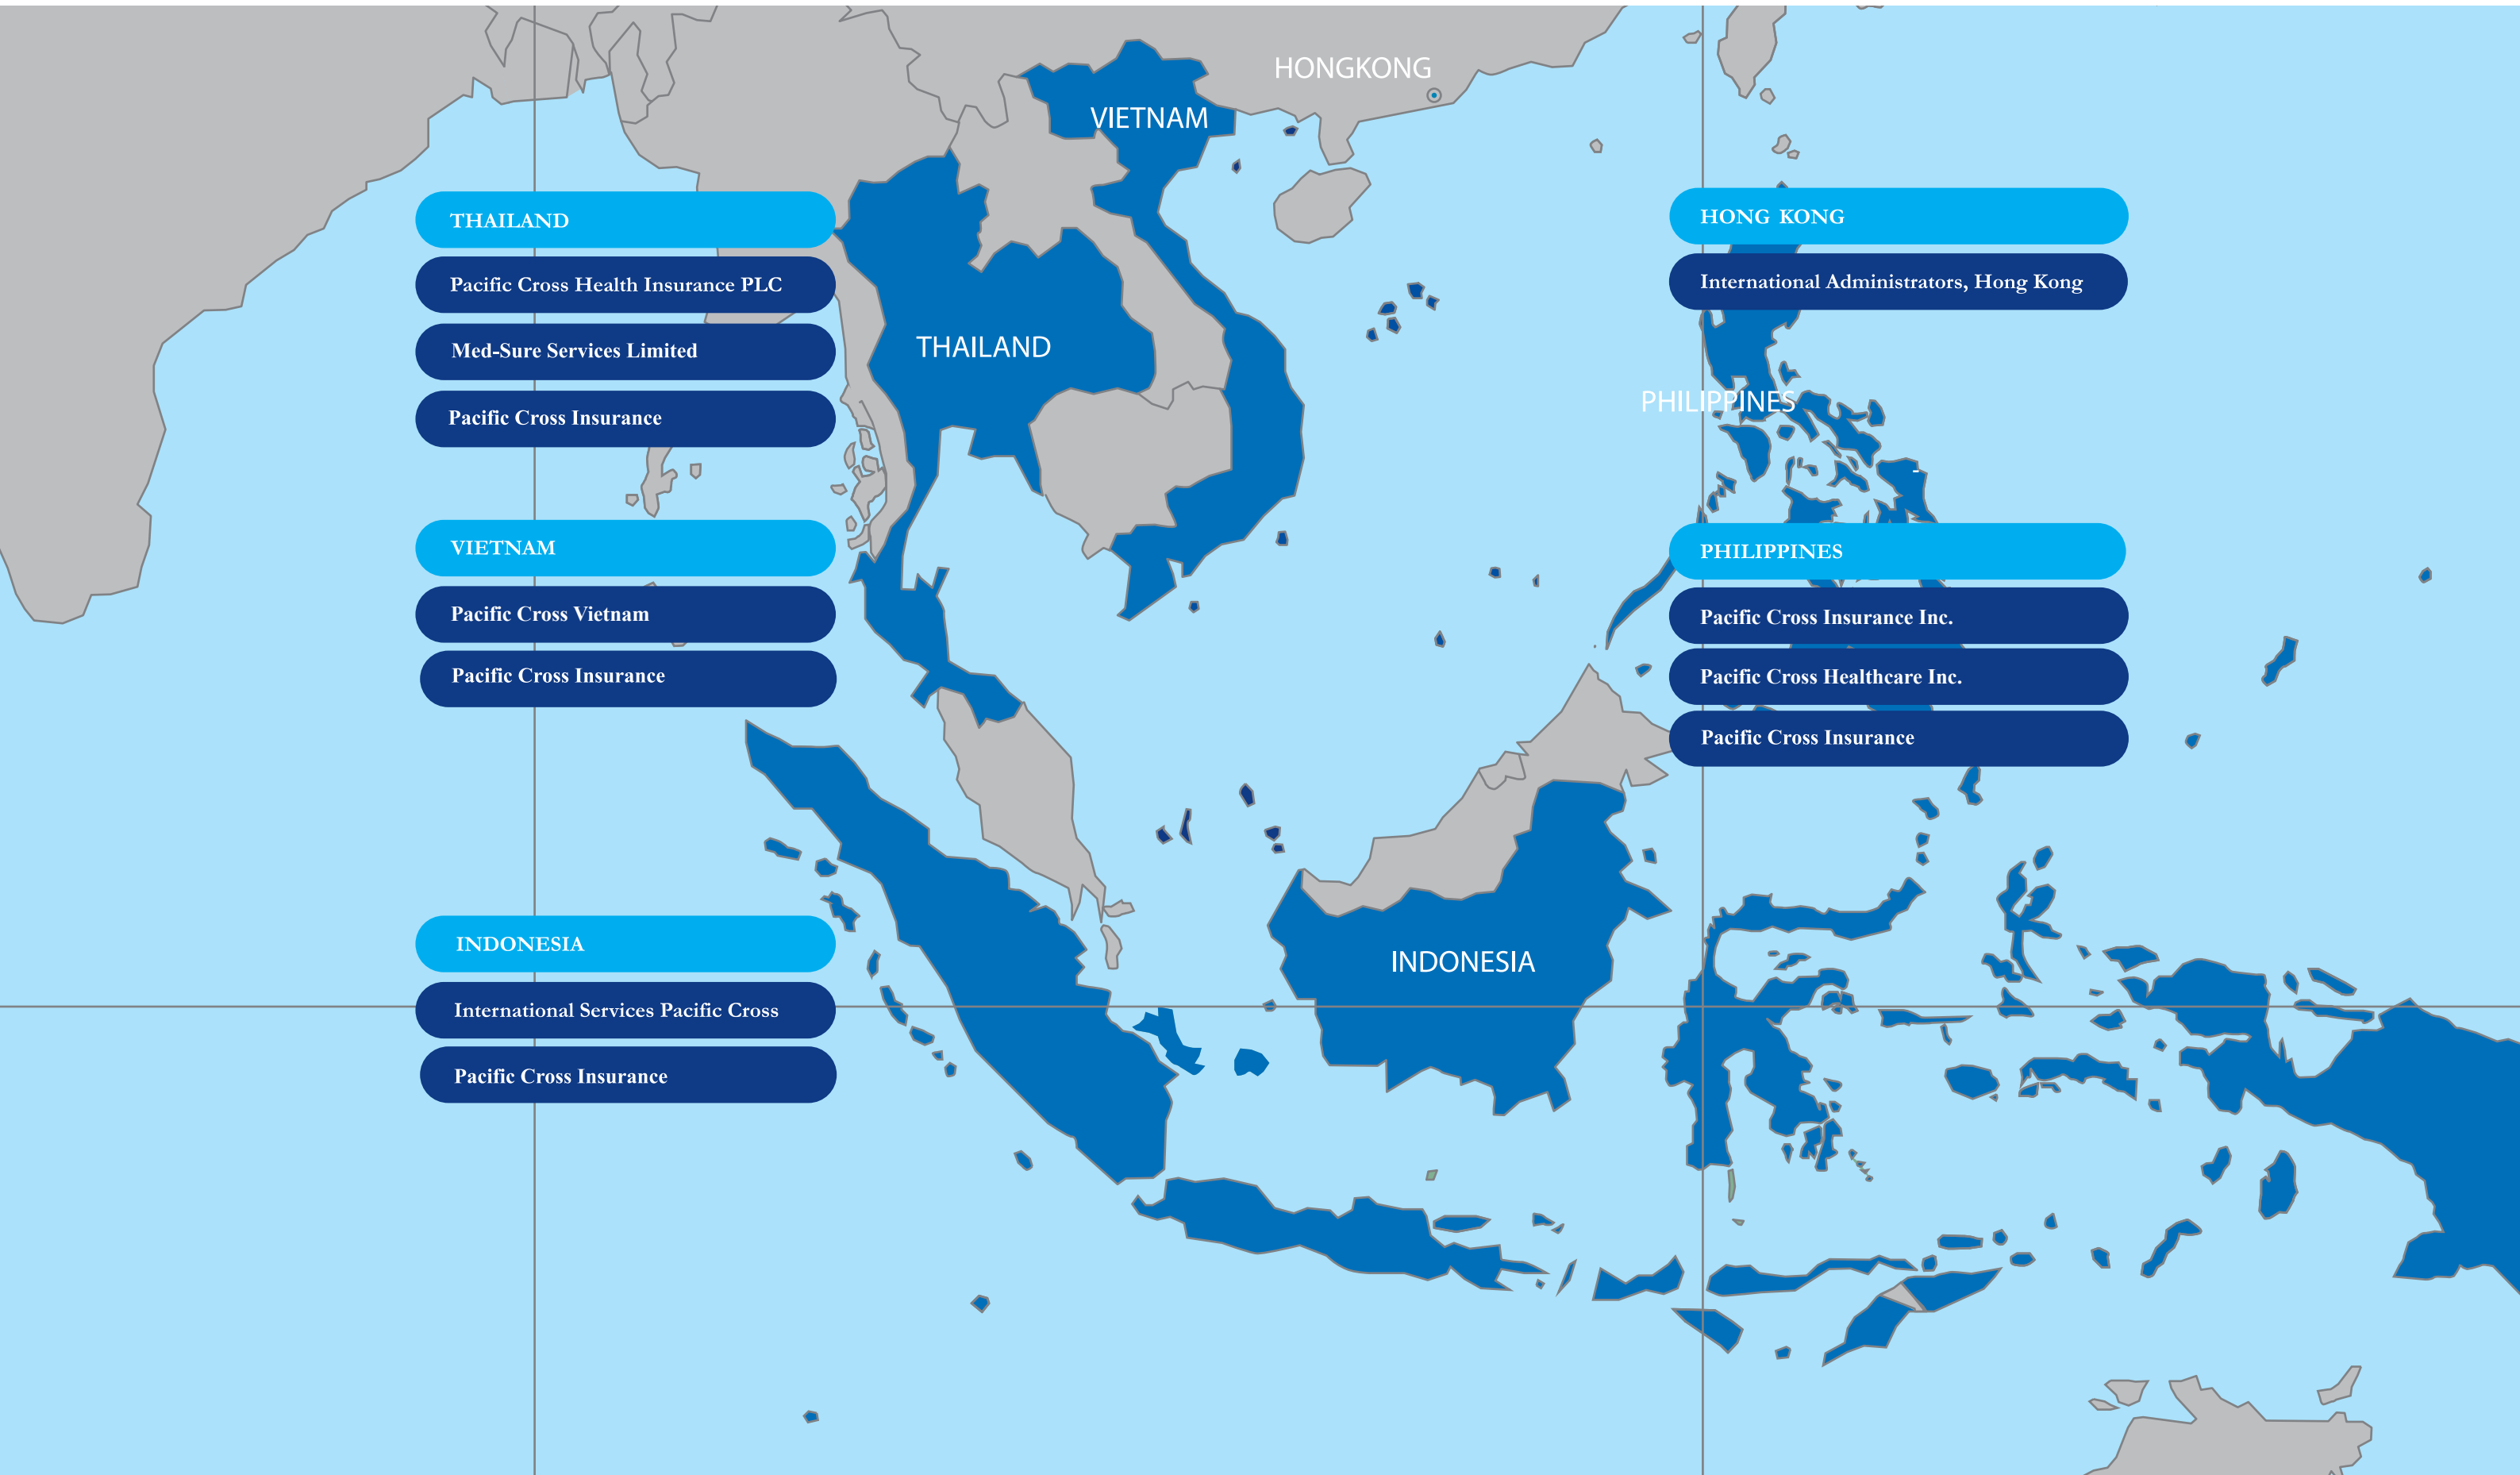 HONGKONG
VIETNAM
THAILAND
PHILIPPINES
INDONESIA
THAILAND
Pacific Cross Health Insurance PLC
Med-Sure Services Limited
Pacific Cross Insurance
VIETNAM
Pacific Cross Vietnam
Pacific Cross Insurance
INDONESIA
International Services Pacific Cross
Pacific Cross Insurance
HONG KONG
International Administrators, Hong Kong
PHILIPPINES
Pacific Cross Insurance Inc.
Pacific Cross Healthcare Inc.
Pacific Cross Insurance